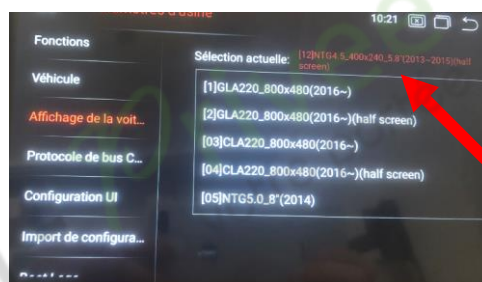 d'usine
10:21
Fonctions
Sélection actuelle:
[12]NTG4.5_400x240_5.8"(2013~2015)(half
screen)
Véhicule
[1]GLA220_800x480(2016~)
Affichage de la voit...
[2]GLA220_800x480(2016~)(half screen)
[03]CLA220_800x480(2016~)
Protocole de bus C...
[04]CLA220_800x480(2016~)(half screen)
Configuration UI
[05]NTG5.0_8"(2014)
Import de configura...